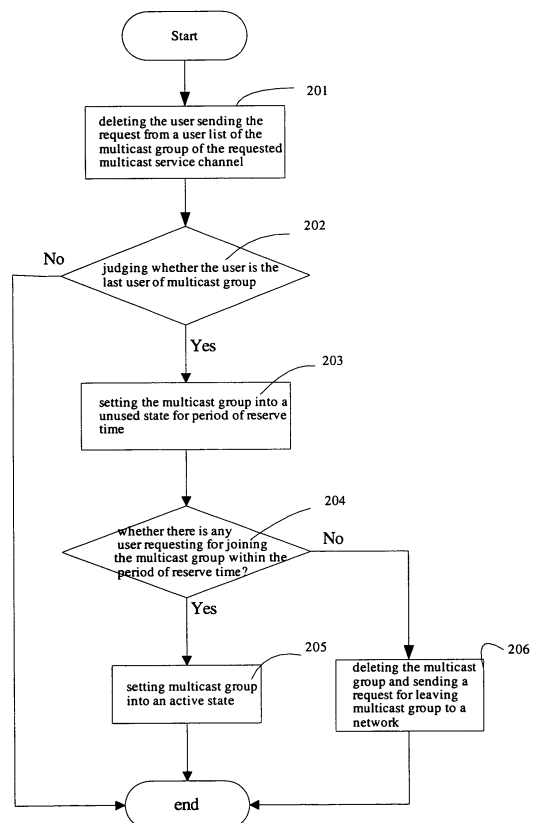 Start
201
deleting the user sending the
request from a user list of the
multicast group of the requested
multicast service channel
202
No
judging whether the user is the
last user of multicast group
Yes
203
setting the multicast group into a
unused state for period of reserve
time
204
whether there is any
user requesting for joining
the multicast group within the
period of reserve time?
No
Yes
205
setting multicast group
into an active state
206
deleting the multicast
group and sending a
request for leaving
multicast group to a
network
end